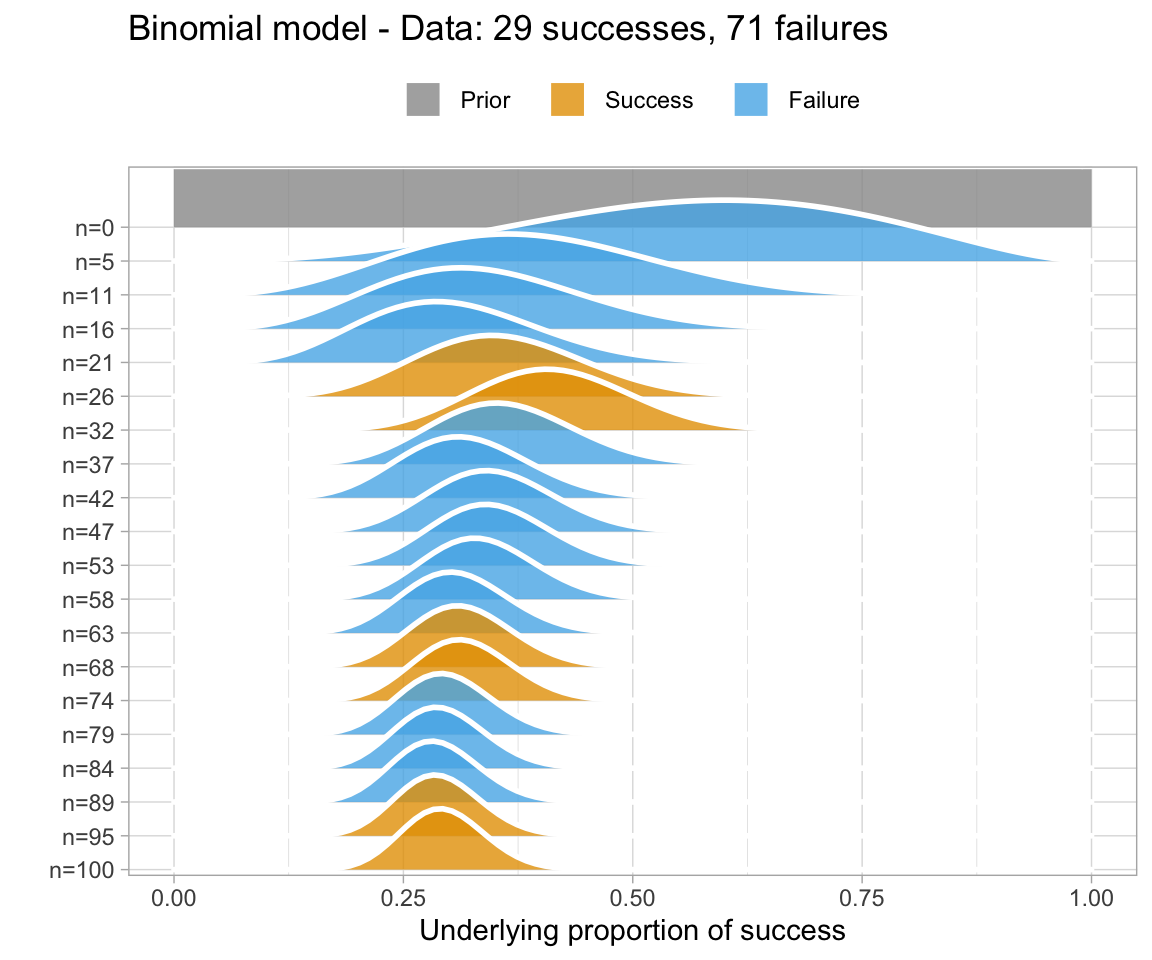 Binomial model - Data: 29 successes, 71 failures
Prior Success Failure
n=0
n=5
n=11
n=16
n=21
n=26
n=32
n=37
n=42
n=47
n=53
n=58
n=63
n=68
n=74
n=79
n=84
n=89
n=95
n=100
0.00 0.25 0.50 0.75 1.00
Underlying proportion of success